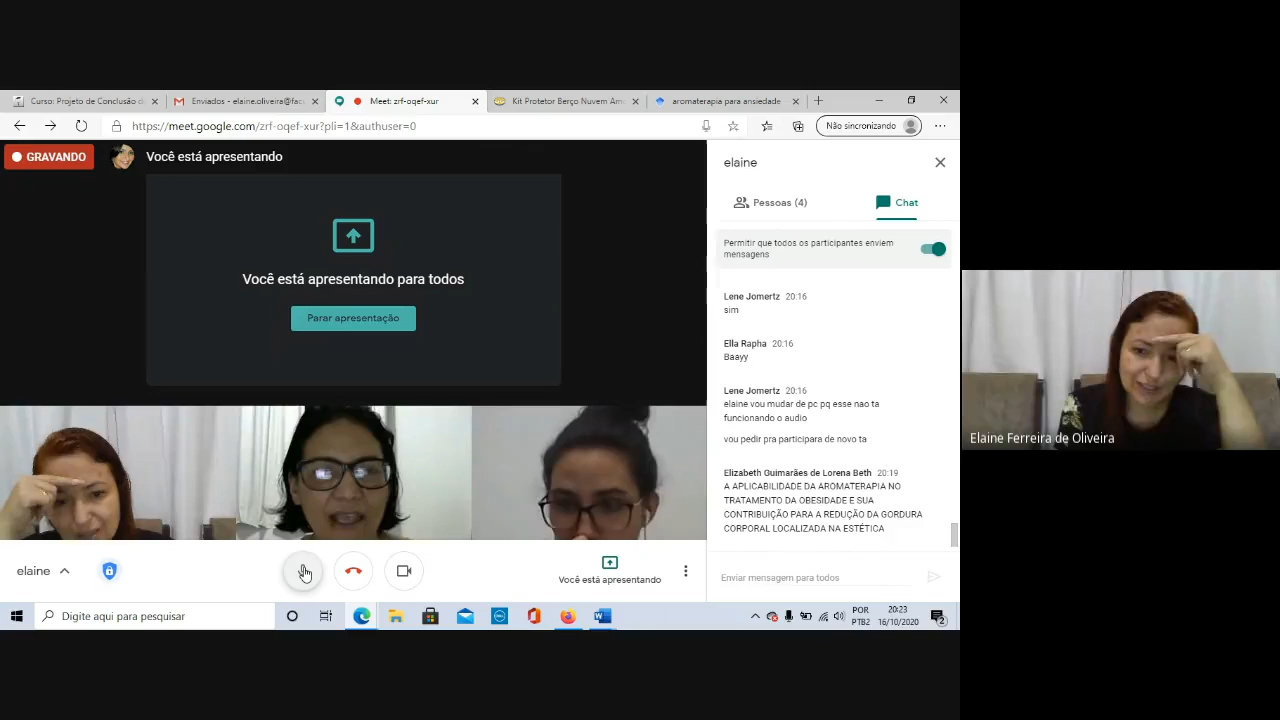 Curso: Projeto de Conclusão d
Enviados - elaine.oliveira@facu
Meet: zrf-oqef-xur
Kit Protetor Berço Nuvem Amo
aromaterapia para ansiedade
https://meet.google.com/zrf-oqef-xur?pli=1&authuser=0
Não sincronizando
GRAVANDO
Você está apresentando
Você está apresentando para todos
Parar apresentação
elaine
Pessoas (4)
Chat
Permitir que todos os participantes enviem
mensagens
Lene Jomertz 20:16
sim
Ella Rapha 20:16
Baayy
Lene Jomertz 20:16
elaine vou mudar de pc pq esse nao ta
funcionando o audio
vou pedir pra participara de novo ta
Elizabeth Guimarães de Lorena Beth 20:19
A APLICABILIDADE DA AROMATERAPIA NO
TRATAMENTO DA OBESIDADE E SUA
CONTRIBUIÇÃO PARA A REDUÇÃO DA GORDURA
CORPORAL LOCALIZADA NA ESTÉTICA
Enviar mensagem para todos
Elaine Ferreira de Oliveira
elaine
Você está apresentando
Digite aqui para pesquisar
POR
PTB2
20:23
16/10/2020
2